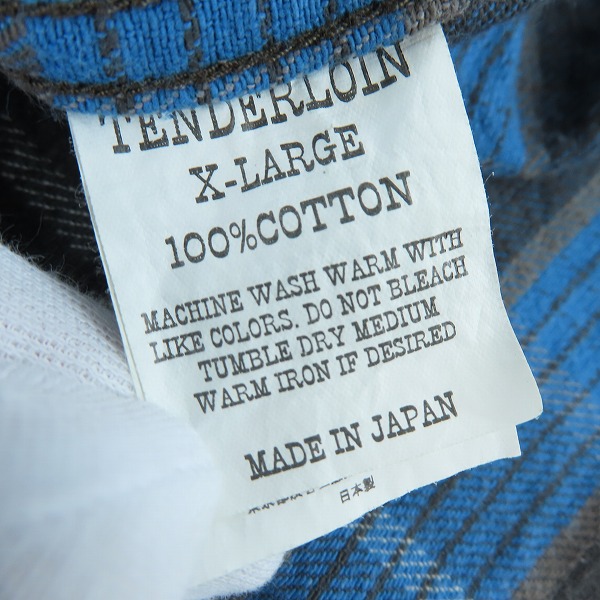 TENDERLOIN
X-LARGE
100%COTTON
MACHINE WASH WARM WITH
LIKE COLORS. DO NOT BLEACH
TUMBLE DRY MEDIUM
WARM IRON IF DESIRED
MADE IN JAPAN
日本製